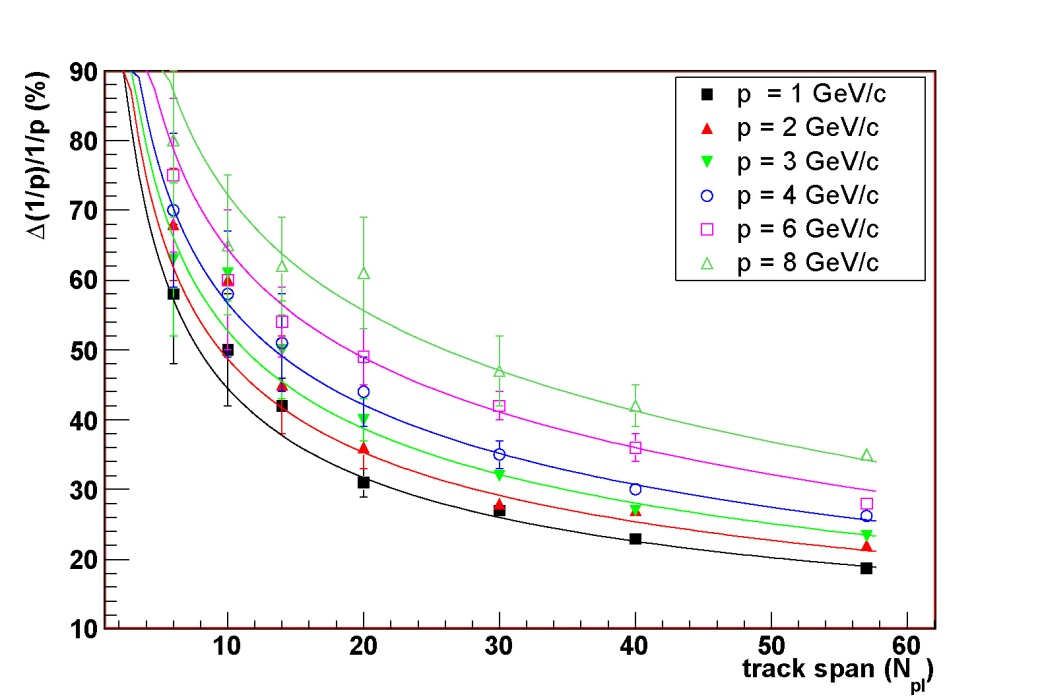 Δ(1/p)/1/p (%)
90
80
70
60
50
40
30
20
10
p = 1 GeV/c
p = 2 GeV/c
p = 3 GeV/c
p = 4 GeV/c
p = 6 GeV/c
p = 8 GeV/c
10 20 30 40 50 60
track span (Npl)